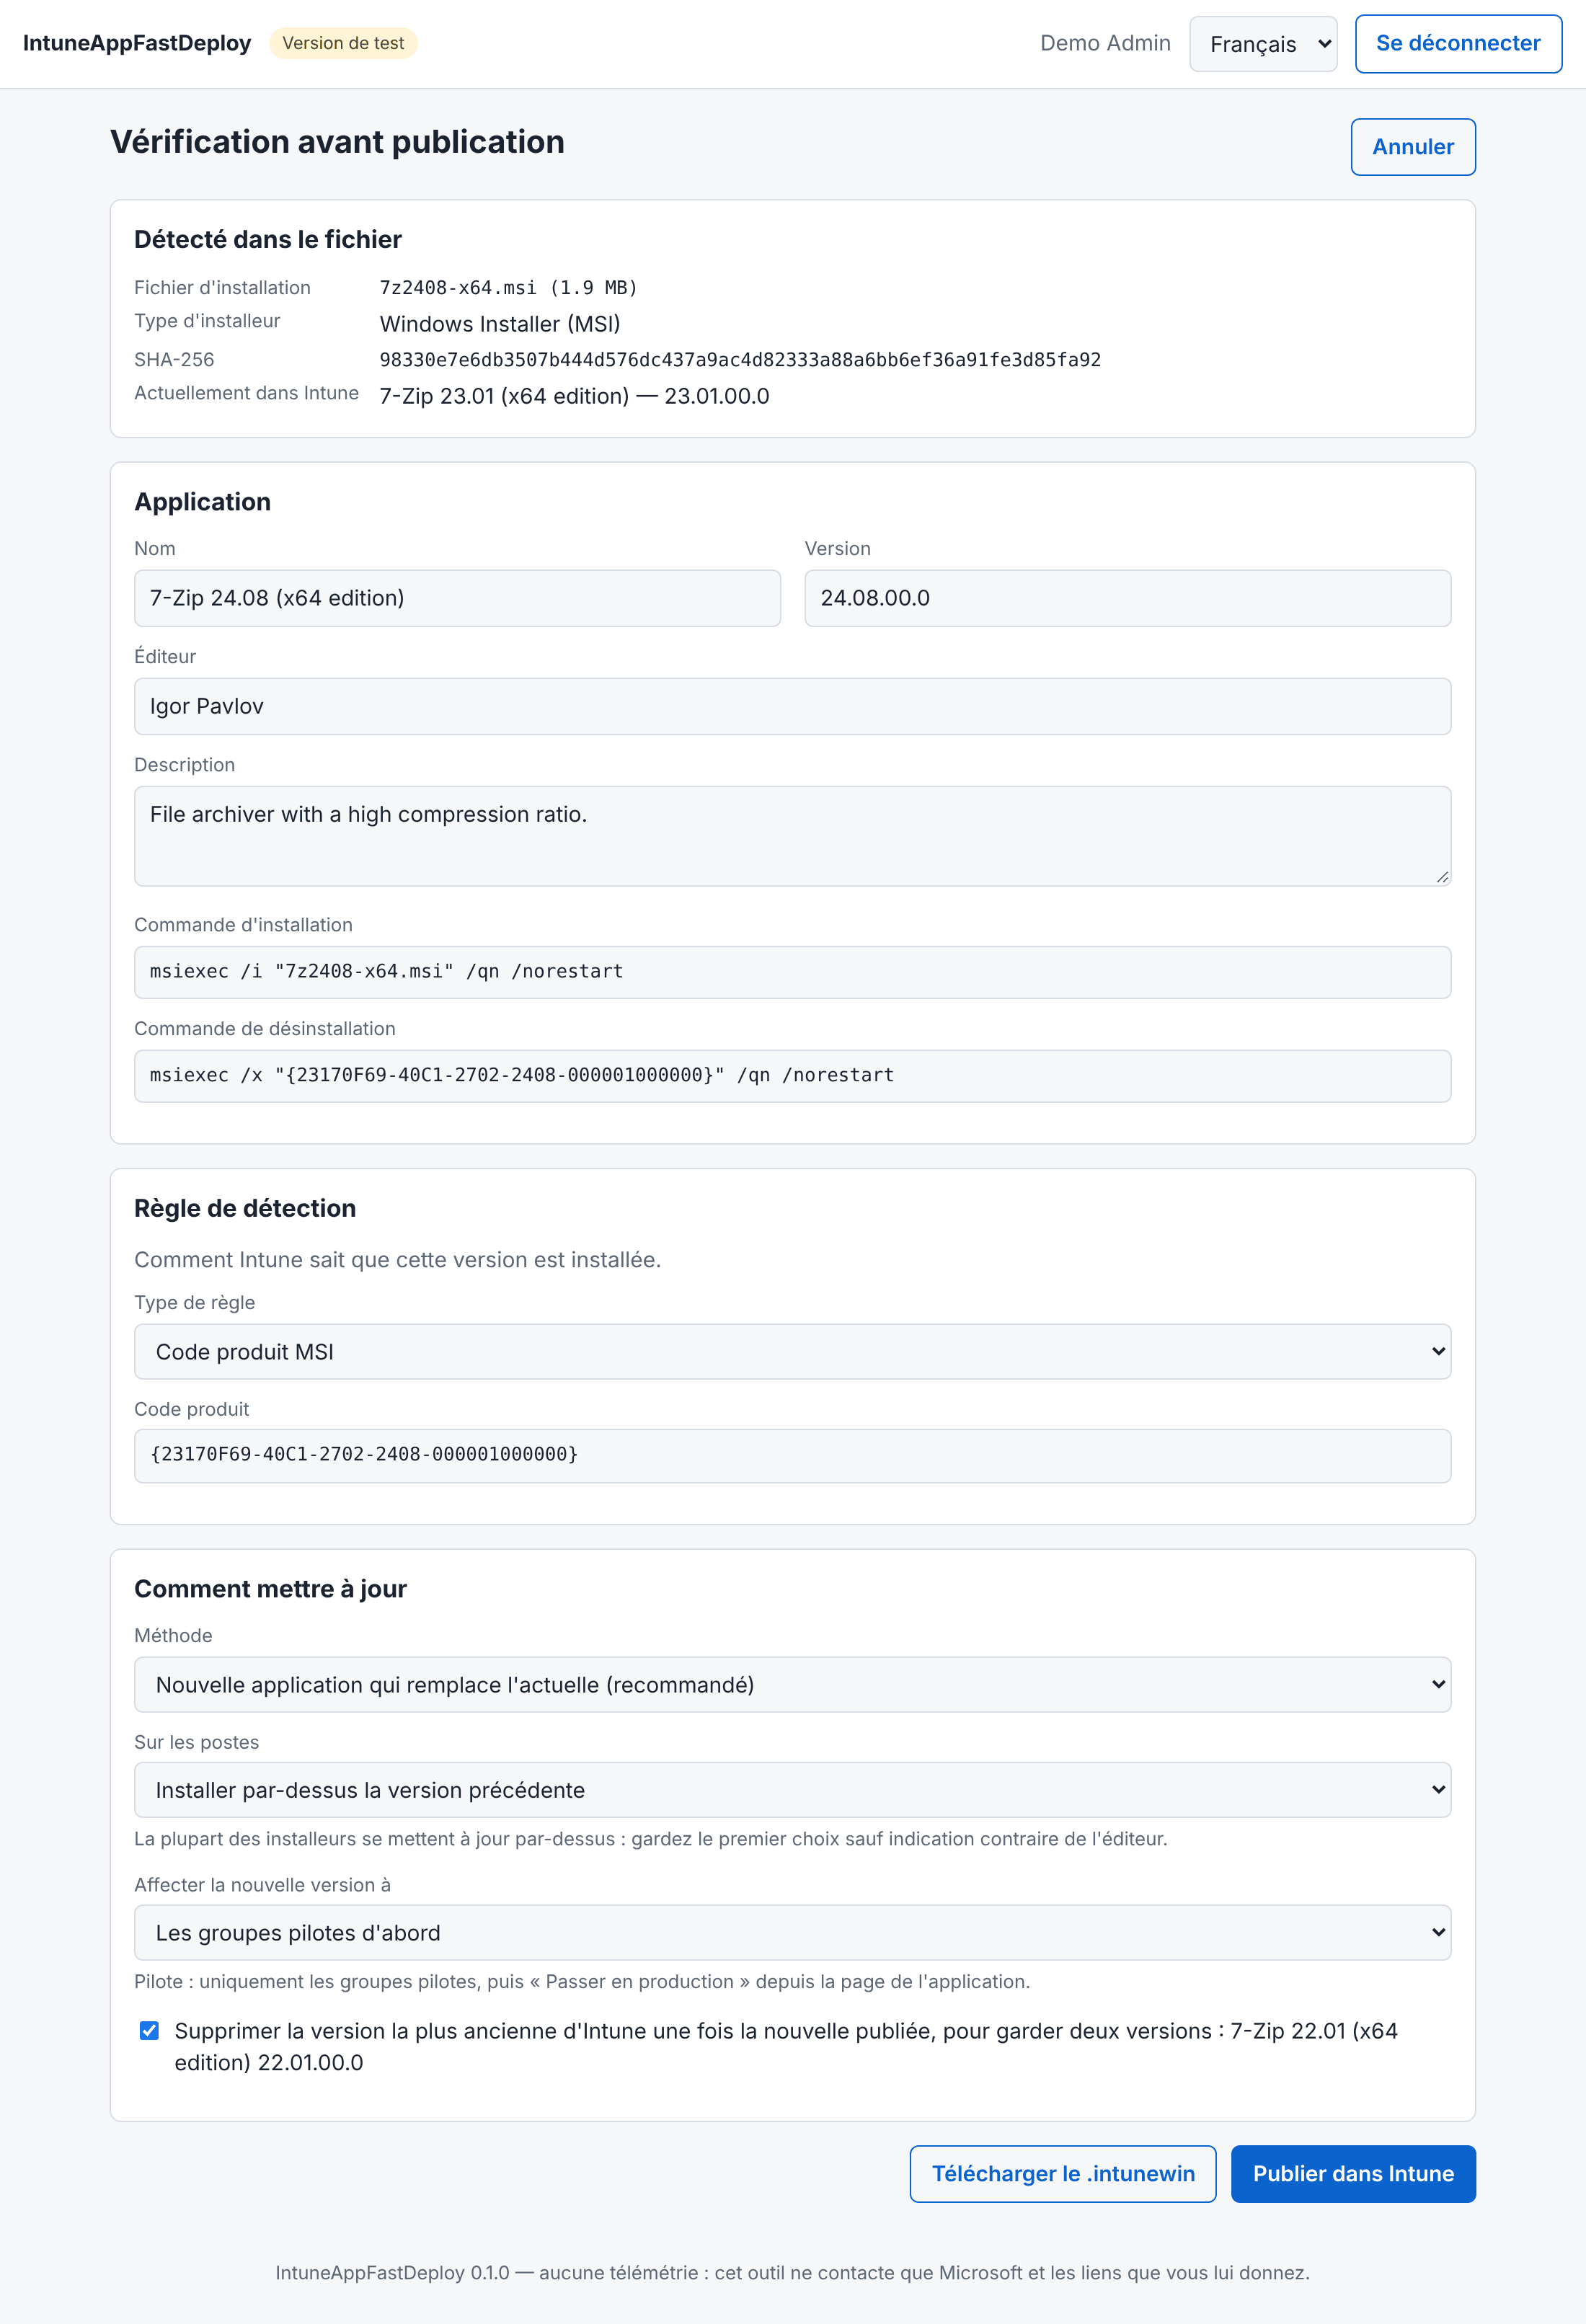 IntuneAppFastDeploy Version de test Demo Admin Français Se déconnecter
Vérification avant publication Annuler
Détecté dans le fichier
Fichier d'installation 7z2408-x64.msi (1.9 MB)
Type d'installeur Windows Installer (MSI)
SHA-256 98330e7e6db3507b444d576dc437a9ac4d82333a88a6bb6ef36a91fe3d85fa92
Actuellement dans Intune 7-Zip 23.01 (x64 edition) — 23.01.00.0
Application
Nom Version
7-Zip 24.08 (x64 edition) 24.08.00.0
Éditeur
Igor Pavlov
Description
File archiver with a high compression ratio.
Commande d'installation
msiexec /i "7z2408-x64.msi" /qn /norestart
Commande de désinstallation
msiexec /x "{23170F69-40C1-2702-2408-000001000000}" /qn /norestart
Règle de détection
Comment Intune sait que cette version est installée.
Type de règle
Code produit MSI
Code produit
{23170F69-40C1-2702-2408-000001000000}
Comment mettre à jour
Méthode
Nouvelle application qui remplace l'actuelle (recommandé)
Sur les postes
Installer par-dessus la version précédente
La plupart des installeurs se mettent à jour par-dessus : gardez le premier choix sauf indication contraire de l'éditeur.
Affecter la nouvelle version à
Les groupes pilotes d'abord
Pilote : uniquement les groupes pilotes, puis « Passer en production » depuis la page de l'application.
Supprimer la version la plus ancienne d'Intune une fois la nouvelle publiée, pour garder deux versions : 7-Zip 22.01 (x64
edition) 22.01.00.0
Télécharger le .intunewin Publier dans Intune
IntuneAppFastDeploy 0.1.0 — aucune télémétrie : cet outil ne contacte que Microsoft et les liens que vous lui donnez.